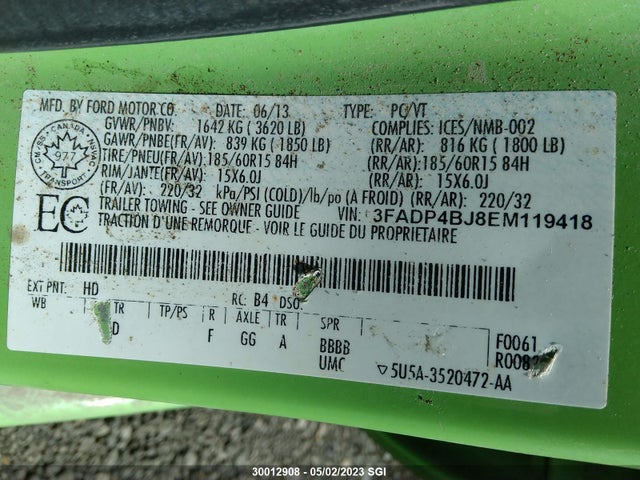 MFD. BY FORD MOTOR CO. DATE: 06/13 TYPE: PC/VT
GVWR/PNBV: 1642 KG ( 3620 LB) COMPLIES: ICES/NMB-002
GAWR/PNBE(FR/AV): 839 KG ( 1850 LB) (RR/AR): 816 KG ( 1800 LB)
TIRE/PNEU(FR/AV): 185/60R15 84H (RR/AR): 185/60R15 84H
RIM/JANTE(FR/AV): 15X6.0J (RR/AR): 15X6.0J
(FR/AV): 220/32 kPa/PSI (COLD)/lb/po (A FROID) (RR/AR): 220/32
TRAILER TOWING - SEE OWNER GUIDE VIN: 3FADP4BJ8EM119418
TRACTION D'UNE REMORQUE - VOIR LE GUIDE DU PROPRIETAIRE
CANADA
977
TRANSPORT
EC
EXT PNT: HD RC: B4 DSO:
WB TR TP/PS R AXLE TR SPR
D F GG A BBBB
UMC
F0061
5U5A-3520472-AA
30012908 - 05/02/2023 SGI